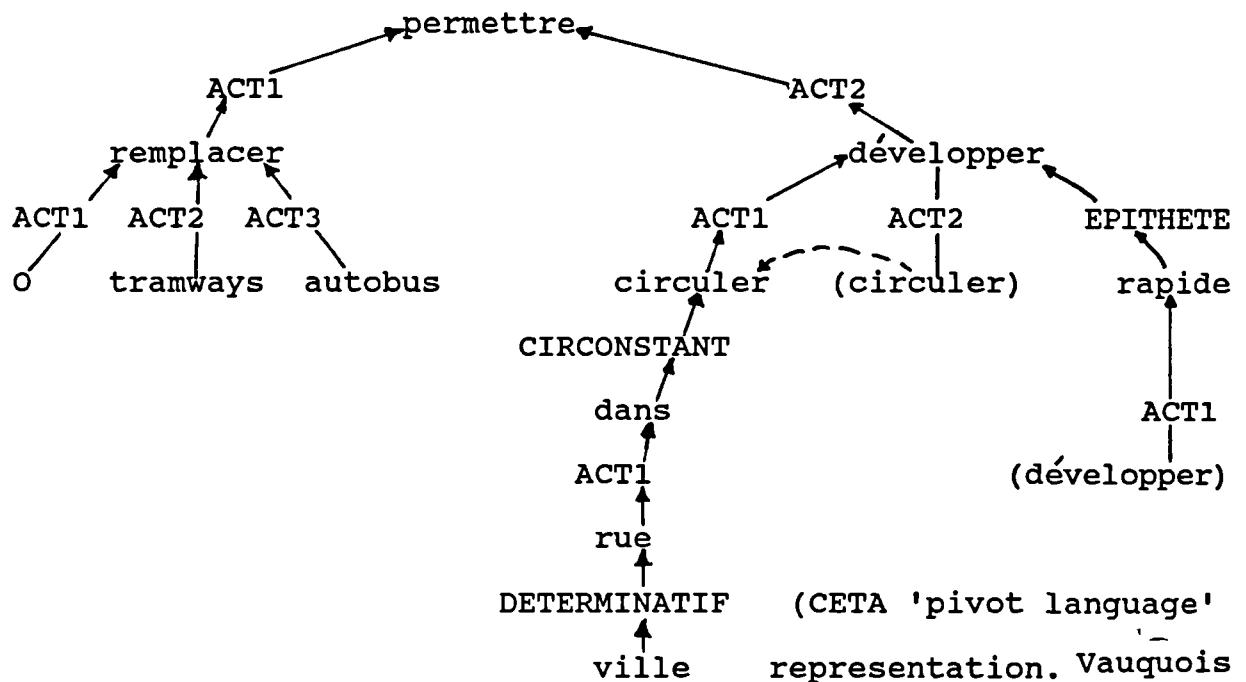 permettre
ACT1 ACT2
remplacer développer
ACT1 ACT2 ACT3 ACT1 ACT2 EPITHETE
O tramways autobus circuler (circuler) rapide
CIRCONSTANT
dans ACT1
ACT1 (développer)
rue
DETERMINATIF (CETA 'pivot language'
ville representation. Vauquois